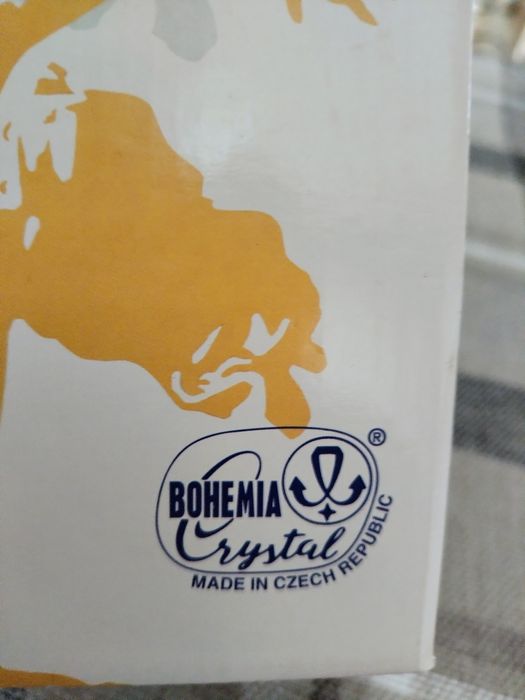 ®
BOHEMIA
Crystal
MADE IN CZECH REPUBLIC